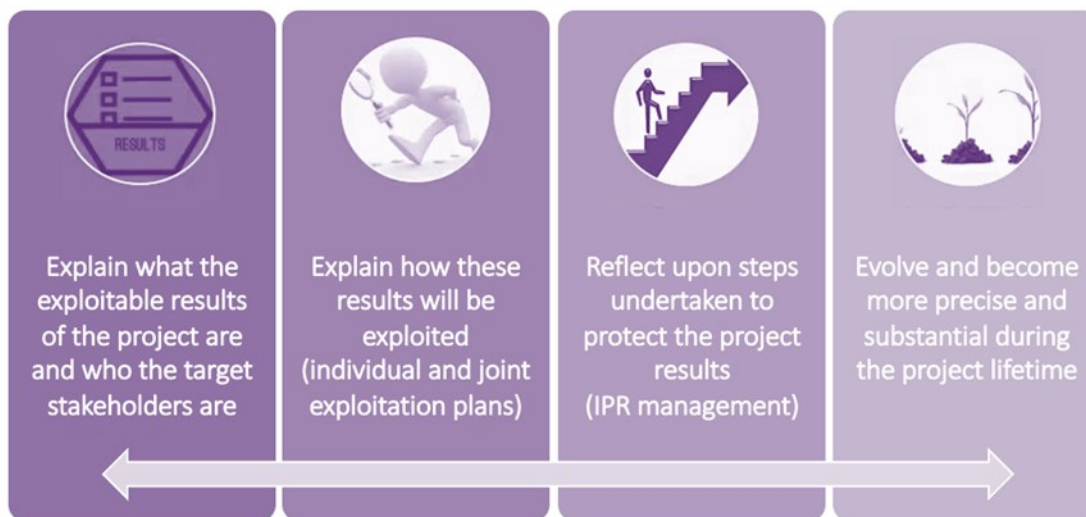 RESULTS
Explain what the
exploitable results
of the project are
and who the target
stakeholders are
Explain how these
results will be
exploited
(individual and joint
exploitation plans)
Reflect upon steps
undertaken to
protect the project
results
(IPR management)
Evolve and become
more precise and
substantial during
the project lifetime